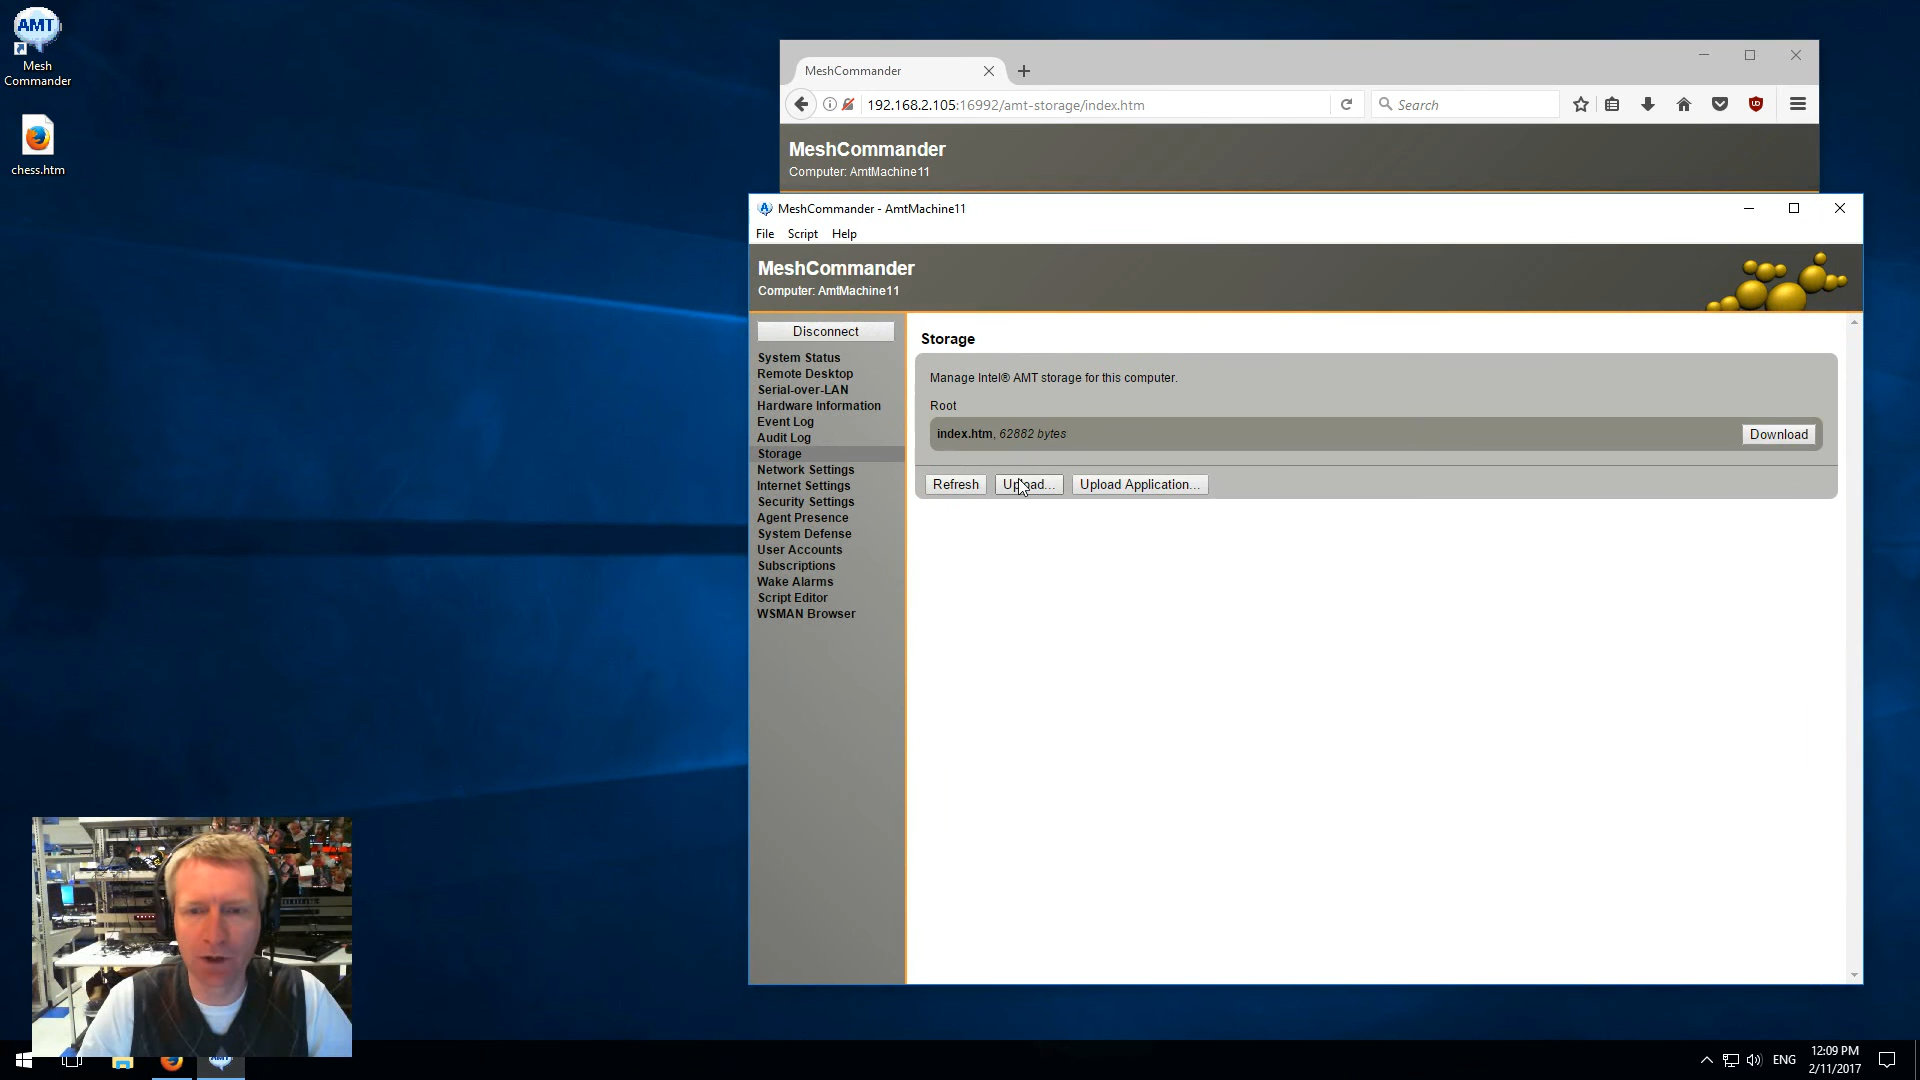 AMT
Mesh
Commander
chess.htm
MeshCommander
192.168.2.105:16992/amt-storage/index.htm
Search
MeshCommander
Computer: AmtMachine11
MeshCommander - AmtMachine11
File Script Help
MeshCommander
Computer: AmtMachine11
Disconnect
System Status
Remote Desktop
Serial-over-LAN
Hardware Information
Event Log
Audit Log
Storage
Network Settings
Internet Settings
Security Settings
Agent Presence
System Defense
User Accounts
Subscriptions
Wake Alarms
Script Editor
WSMAN Browser
Storage
Manage Intel® AMT storage for this computer.
Root
index.htm, 62882 bytes
Download
Refresh Upload... Upload Application...
ENG
12:09 PM
2/11/2017